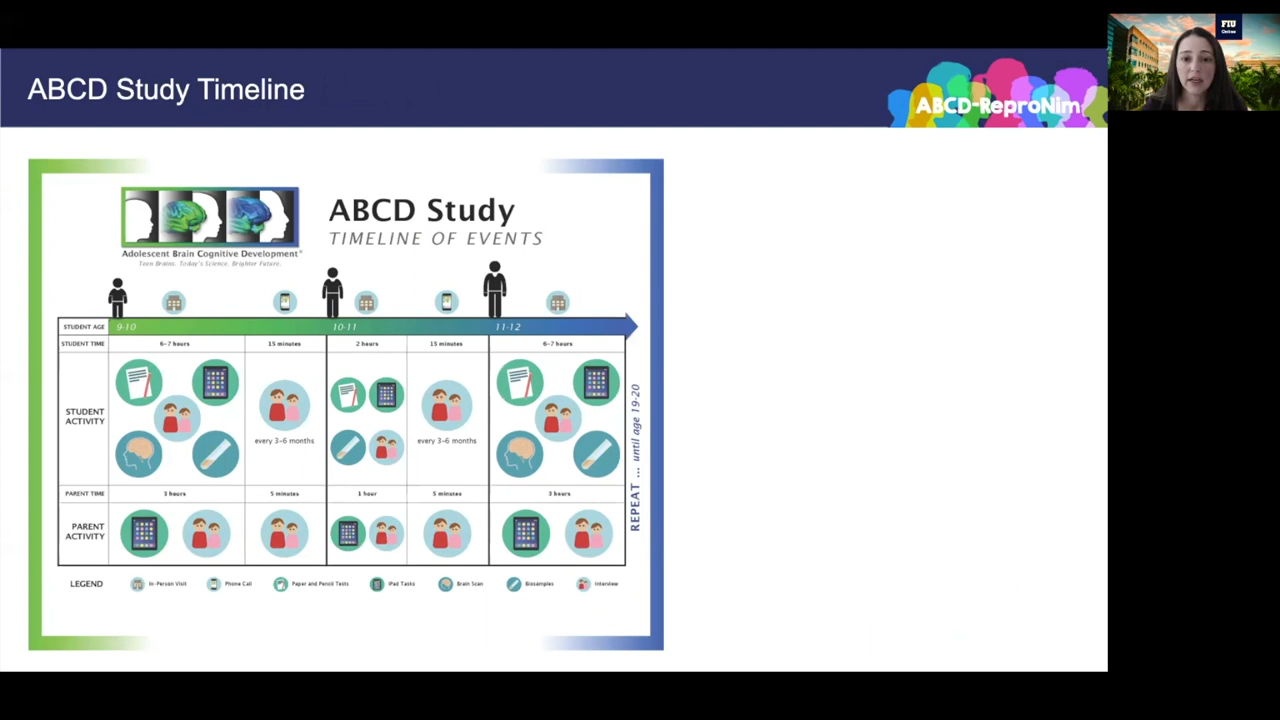 ABCD Study Timeline
ABCD-ReproNim
FIU
Online
ABCD Study
TIMELINE OF EVENTS
Adolescent Brain Cognitive Development®
Teen Brains. Today's Science. Brighter Future.
STUDENT AGE 9-10 10-11 11-12
STUDENT TIME 6-7 hours 15 minutes 2 hours 15 minutes 6-7 hours
STUDENT
ACTIVITY
every 3-6 months every 3-6 months
PARENT TIME 3 hours 5 minutes 1 hour 5 minutes 3 hours
PARENT
ACTIVITY
REPEAT ... until age 19-20
LEGEND In-Person Visit Phone Call Paper and Pencil Tests iPad Tasks Brain Scan Biosamples Interview